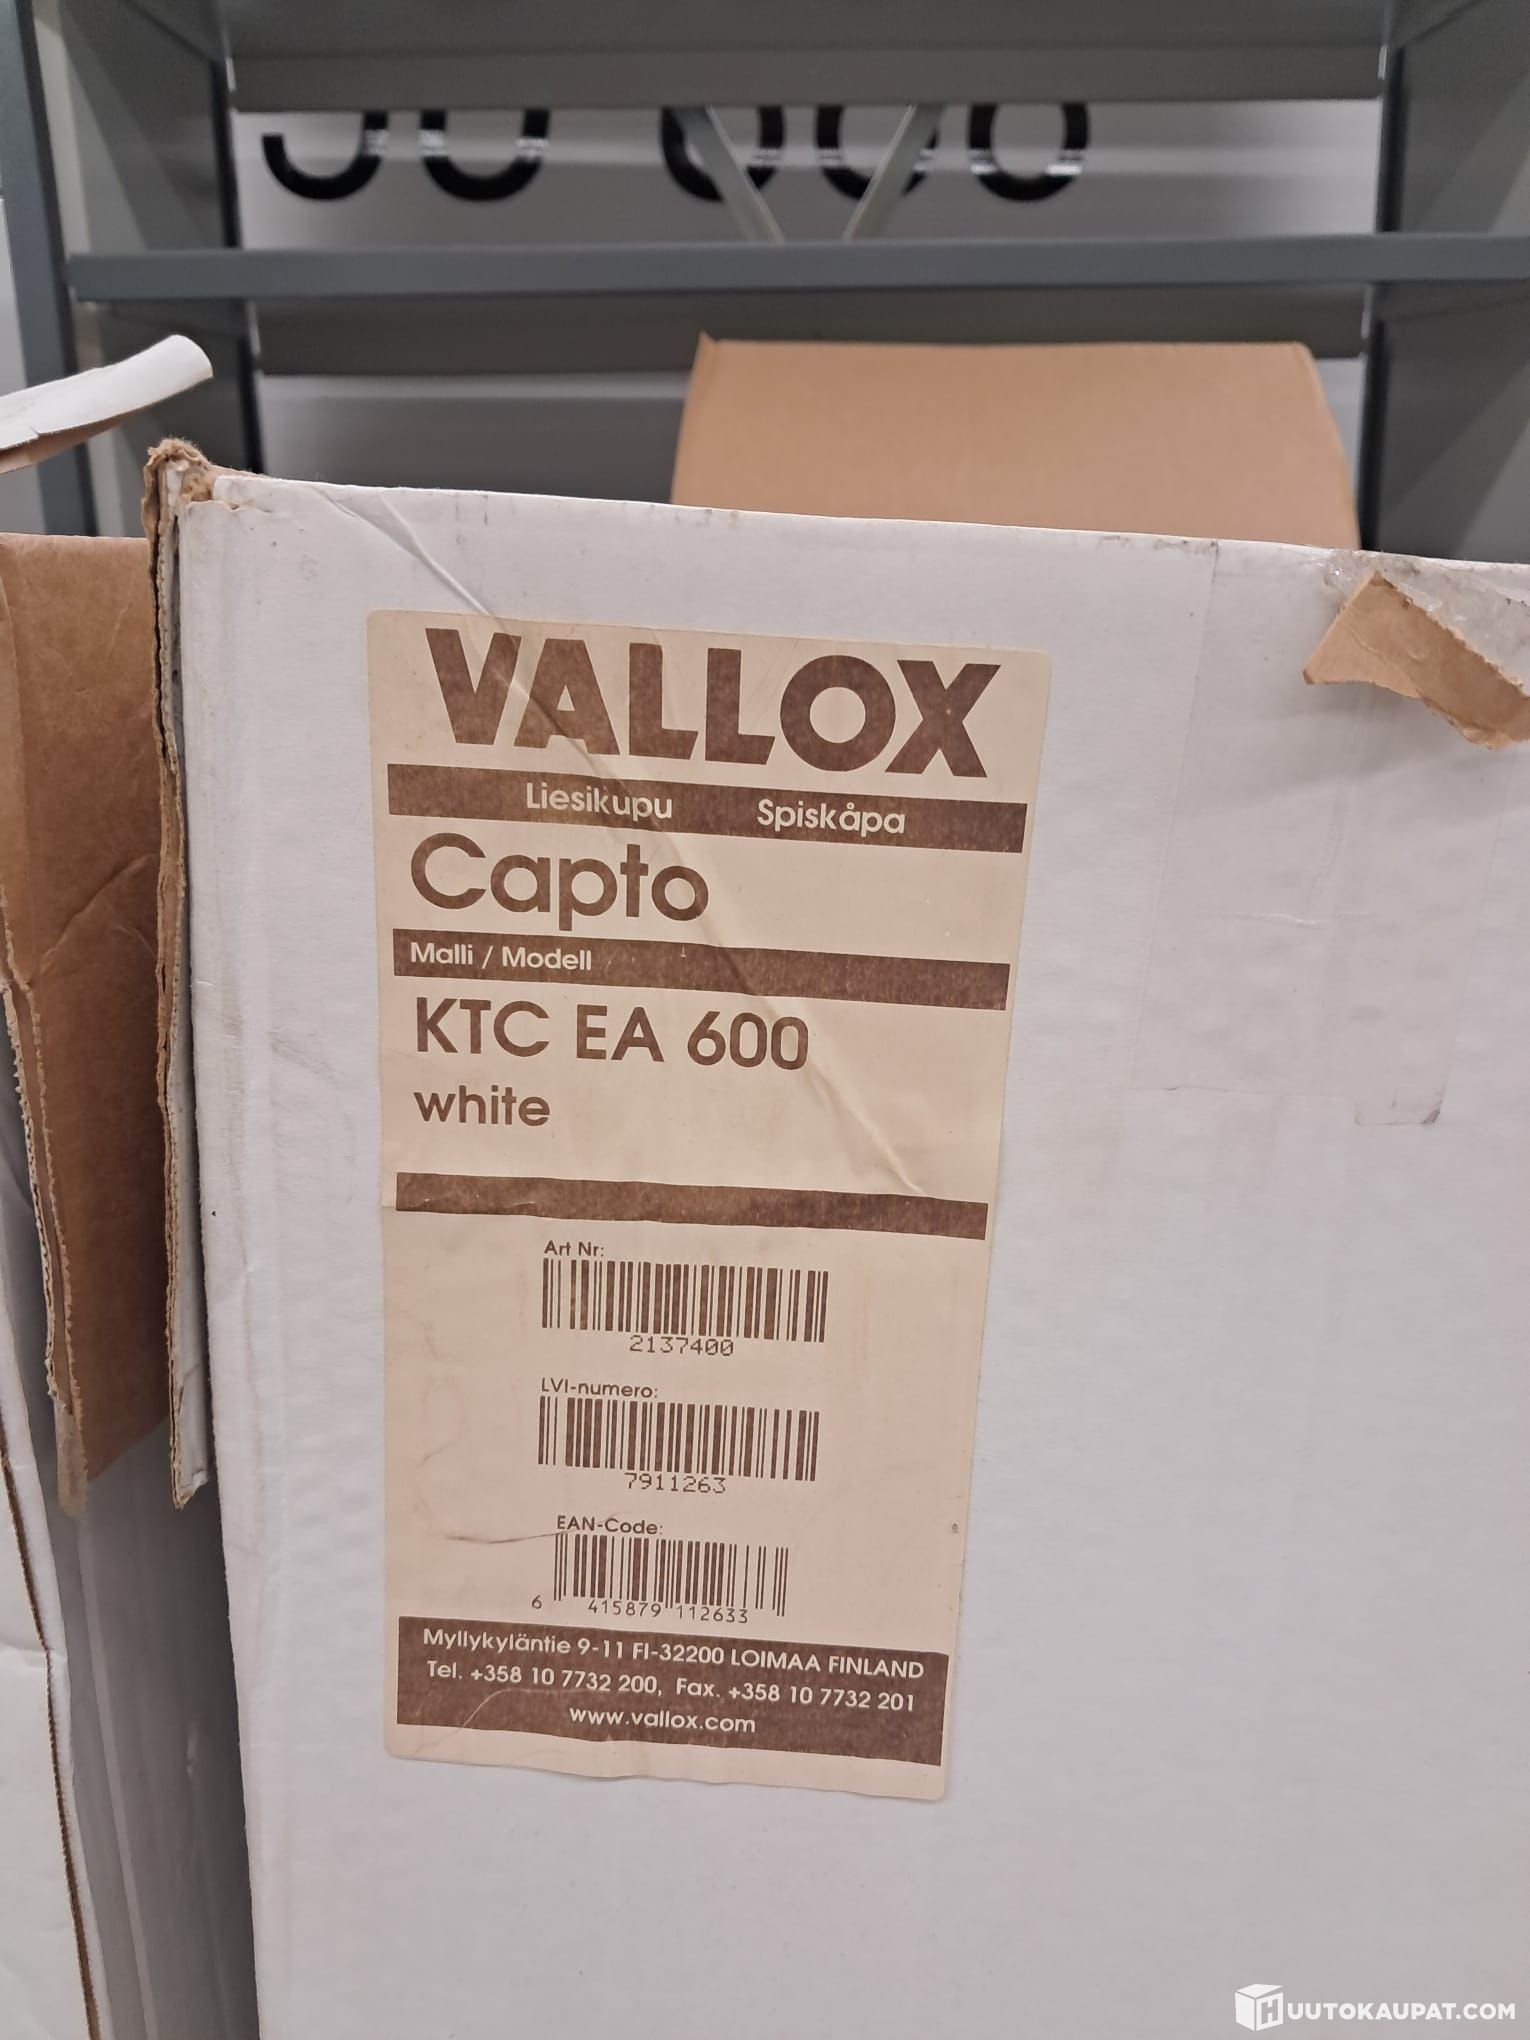 VALLOX
Liesikupu Spiskåpa
Capto
Malli / Modell
KTC EA 600
white
Art Nr:
2137400
LVI-numero:
7911263
EAN-Code:
6 415879 112633
Myllykyläntie 9-11 FI-32200 LOIMAA FINLAND
Tel. +358 10 7732 200, Fax. +358 10 7732 201
www.vallox.com
HUUTOKAUPAT.COM